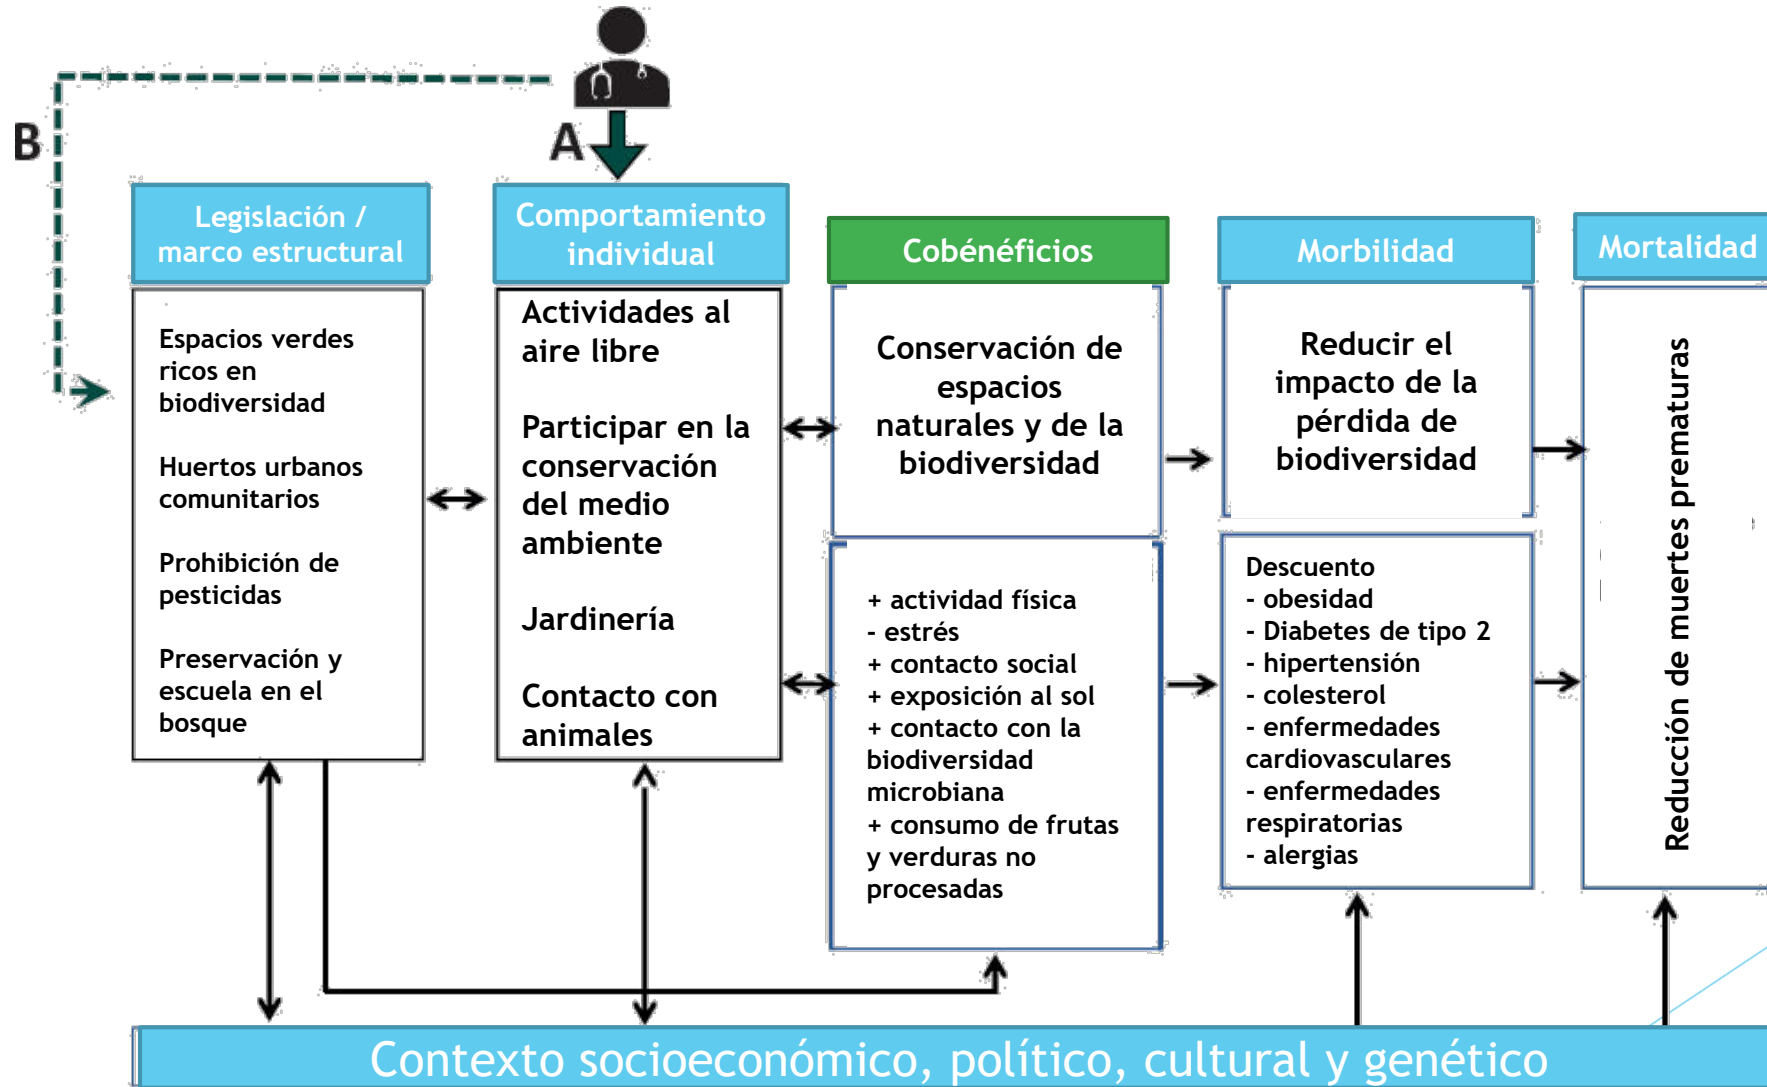 B
A
Legislación /
marco estructural
Espacios verdes
ricos en
biodiversidad
Huertos urbanos
comunitarios
Prohibición de
pesticidas
Preservación y
escuela en el
bosque
Comportamiento
individual
Actividades al
aire libre
Participar en la
conservación
del medio
ambiente
Jardinería
Contacto con
animales
Cobénéficios
Conservación de
espacios
naturales y de la
biodiversidad
+ actividad física
- estrés
+ contacto social
+ exposición al sol
+ contacto con la
biodiversidad
microbiana
+ consumo de frutas
y verduras no
procesadas
Morbilidad
Reducir el
impacto de la
pérdida de
biodiversidad
Descuento
- obesidad
- Diabetes de tipo 2
- hipertensión
- colesterol
- enfermedades
cardiovasculares
- enfermedades
respiratorias
- alergias
Mortalidad
Reducción de muertes prematuras
Contexto socioeconómico, político, cultural y genético